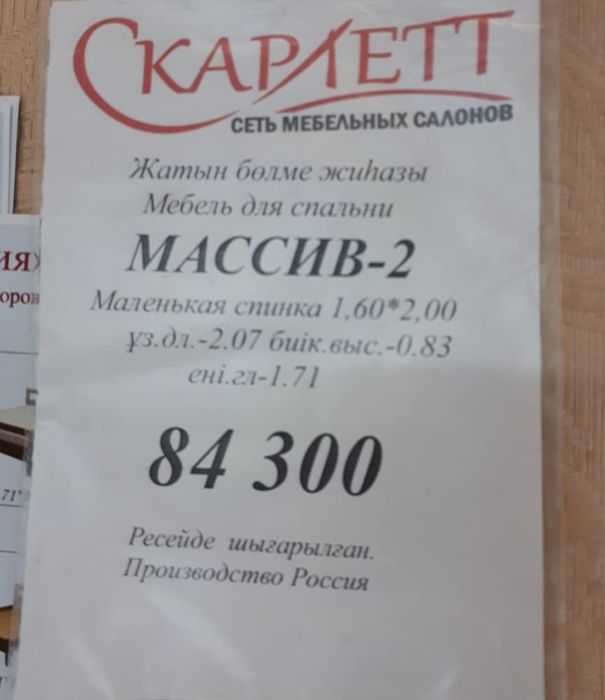 СКАРЛЕТТ
СЕТЬ МЕБЕЛЬНЫХ САЛОНОВ
Жатын бөлме жиһазы
Мебель для спальни
МАССИВ-2
Маленькая спинка 1,60*2,00
ұз.дл.-2.07 биік.выс.-0.83
ені.гл-1.71
84 300
Ресейде шыгарылган.
Производство Россия